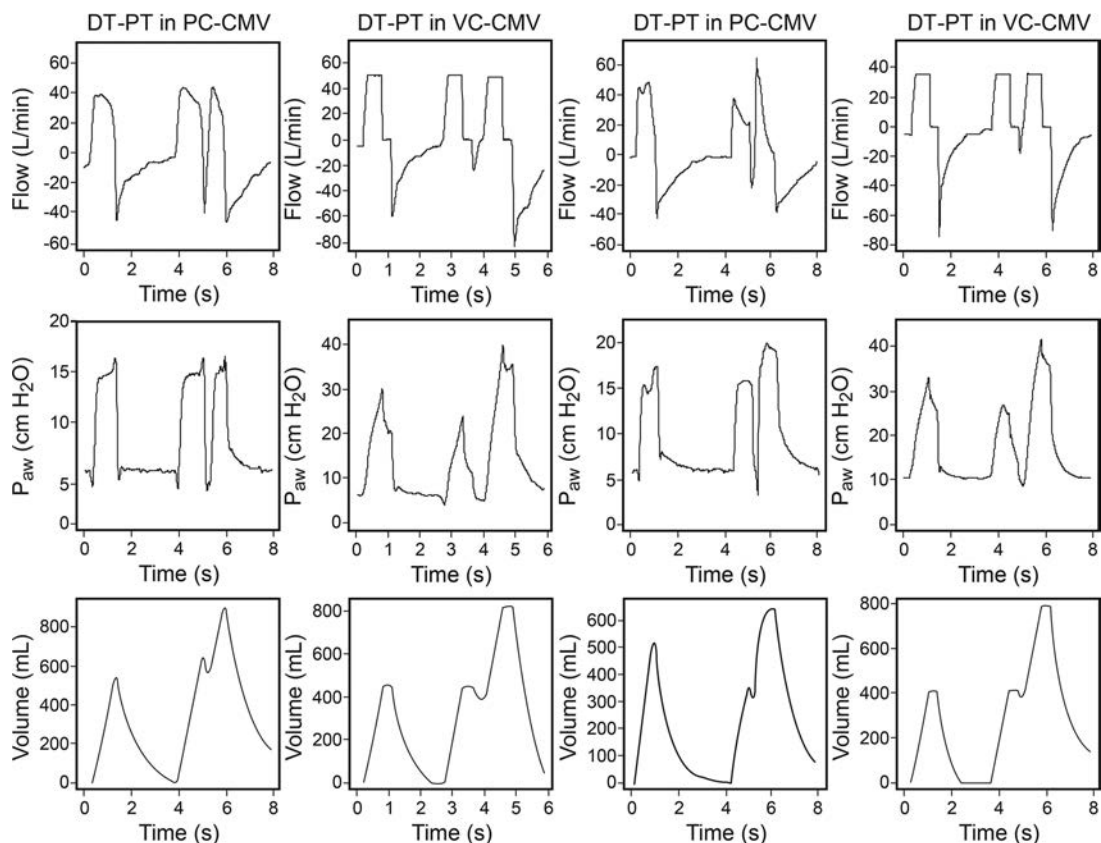 DT-PT in PC-CMV
Flow (L/min)
60
40
20
0
-20
-40
-60
0 2 4 6 8
Time (s)
DT-PT in VC-CMV
Flow (L/min)
60
40
20
0
-20
-40
-60
-80
0 1 2 3 4 5 6
Time (s)
DT-PT in PC-CMV
Flow (L/min)
60
40
20
0
-20
-40
-60
0 2 4 6 8
Time (s)
DT-PT in VC-CMV
Flow (L/min)
40
20
0
-20
-40
-60
-80
0 2 4 6 8
Time (s)
Paw (cm H2O)
20
15
10
5
0
0 2 4 6 8
Time (s)
Paw (cm H2O)
40
30
20
10
0
0 1 2 3 4 5 6
Time (s)
Paw (cm H2O)
20
15
10
5
0
0 2 4 6 8
Time (s)
Paw (cm H2O)
40
30
20
10
0
0 2 4 6 8
Time (s)
Volume (mL)
800
600
400
200
0
0 2 4 6 8
Time (s)
Volume (mL)
800
600
400
200
0
0 1 2 3 4 5 6
Time (s)
Volume (mL)
600
500
400
300
200
100
0
0 2 4 6 8
Time (s)
Volume (mL)
800
600
400
200
0
0 2 4 6 8
Time (s)